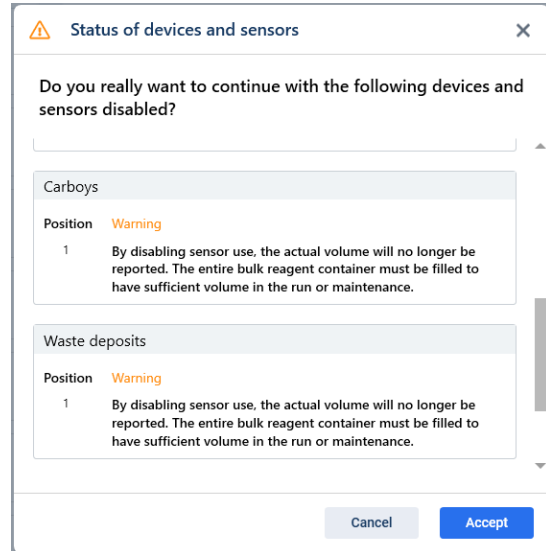 Status of devices and sensors
Do you really want to continue with the following devices and
sensors disabled?
Carboys
Position Warning
1 By disabling sensor use, the actual volume will no longer be
reported. The entire bulk reagent container must be filled to
have sufficient volume in the run or maintenance.
Waste deposits
Position Warning
1 By disabling sensor use, the actual volume will no longer be
reported. The entire bulk reagent container must be filled to
have sufficient volume in the run or maintenance.
Cancel Accept